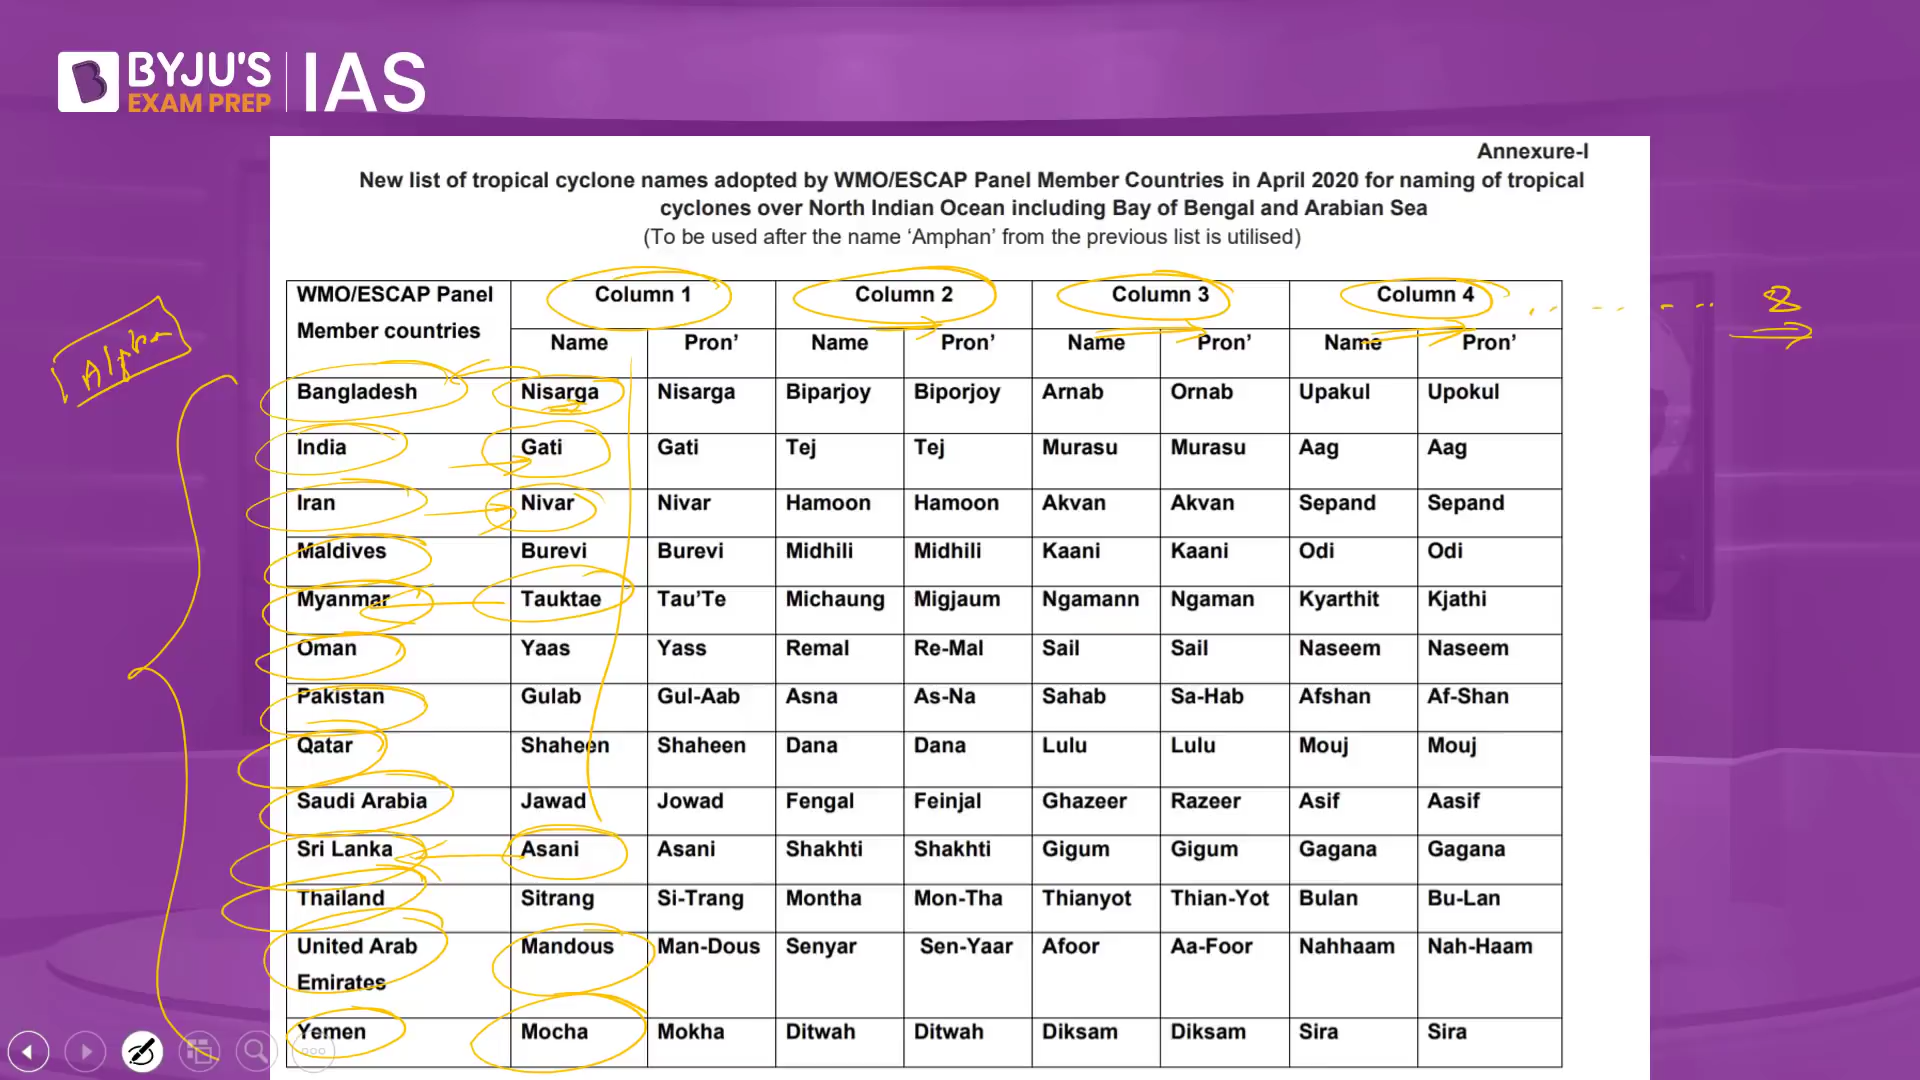 BYJU'S
EXAM PREP
IAS
Annexure-I
New list of tropical cyclone names adopted by WMO/ESCAP Panel Member Countries in April 2020 for naming of tropical
cyclones over North Indian Ocean including Bay of Bengal and Arabian Sea
(To be used after the name ‘Amphan’ from the previous list is utilised)
WMO/ESCAP Panel Member countries Column 1 Column 2 Column 3 Column 4
Name Pron’ Name Pron’ Name Pron’ Name Pron’
Bangladesh Nisarga Nisarga Biparjoy Biporjoy Arnab Ornab Upakul Upokul
India Gati Gati Tej Tej Murasu Murasu Aag Aag
Iran Nivar Nivar Hamoon Hamoon Akvan Akvan Sepand Sepand
Maldives Burevi Burevi Midhili Midhili Kaani Kaani Odi Odi
Myanmar Tauktae Tau’Te Michaung Migjaum Ngamann Ngaman Kyarthit Kjathi
Oman Yaas Yass Remal Re-Mal Sail Sail Naseem Naseem
Pakistan Gulab Gul-Aab Asna As-Na Sahab Sa-Hab Afshan Af-Shan
Qatar Shaheen Shaheen Dana Dana Lulu Lulu Mouj Mouj
Saudi Arabia Jawad Jowad Fengal Feinjal Ghazeer Razeer Asif Aasif
Sri Lanka Asani Asani Shakhti Shakhti Gigum Gigum Gagana Gagana
Thailand Sitrang Si-Trang Montha Mon-Tha Thianyot Thian-Yot Bulan Bu-Lan
United Arab Emirates Mandous Man-Dous Senyar Sen-Yaar Afoor Aa-Foor Nahhaam Nah-Haam
Yemen Mocha Mokha Ditwah Ditwah Diksam Diksam Sira Sira
8